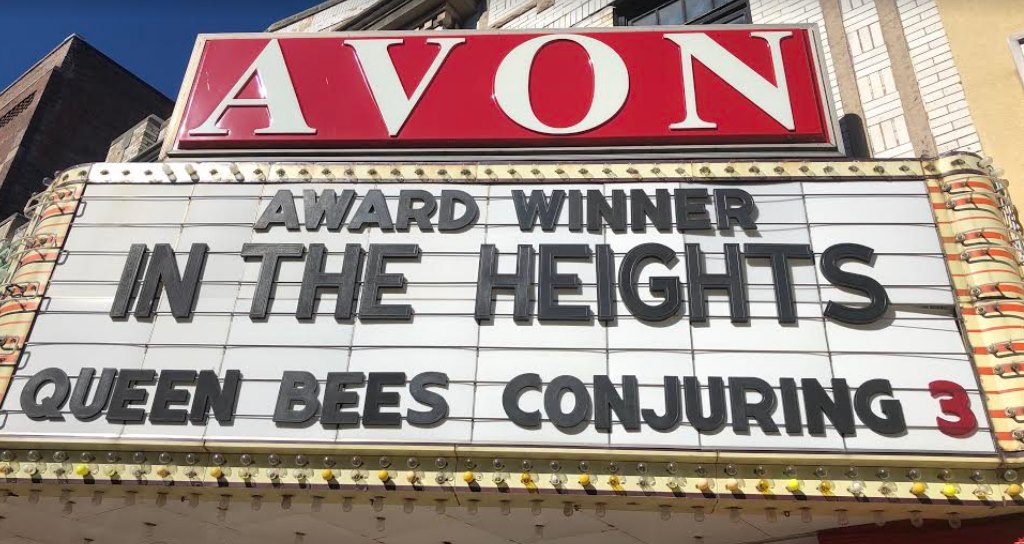 AVON
AWARD WINNER
IN THE HEIGHTS
QUEEN BEES CONJURING 3